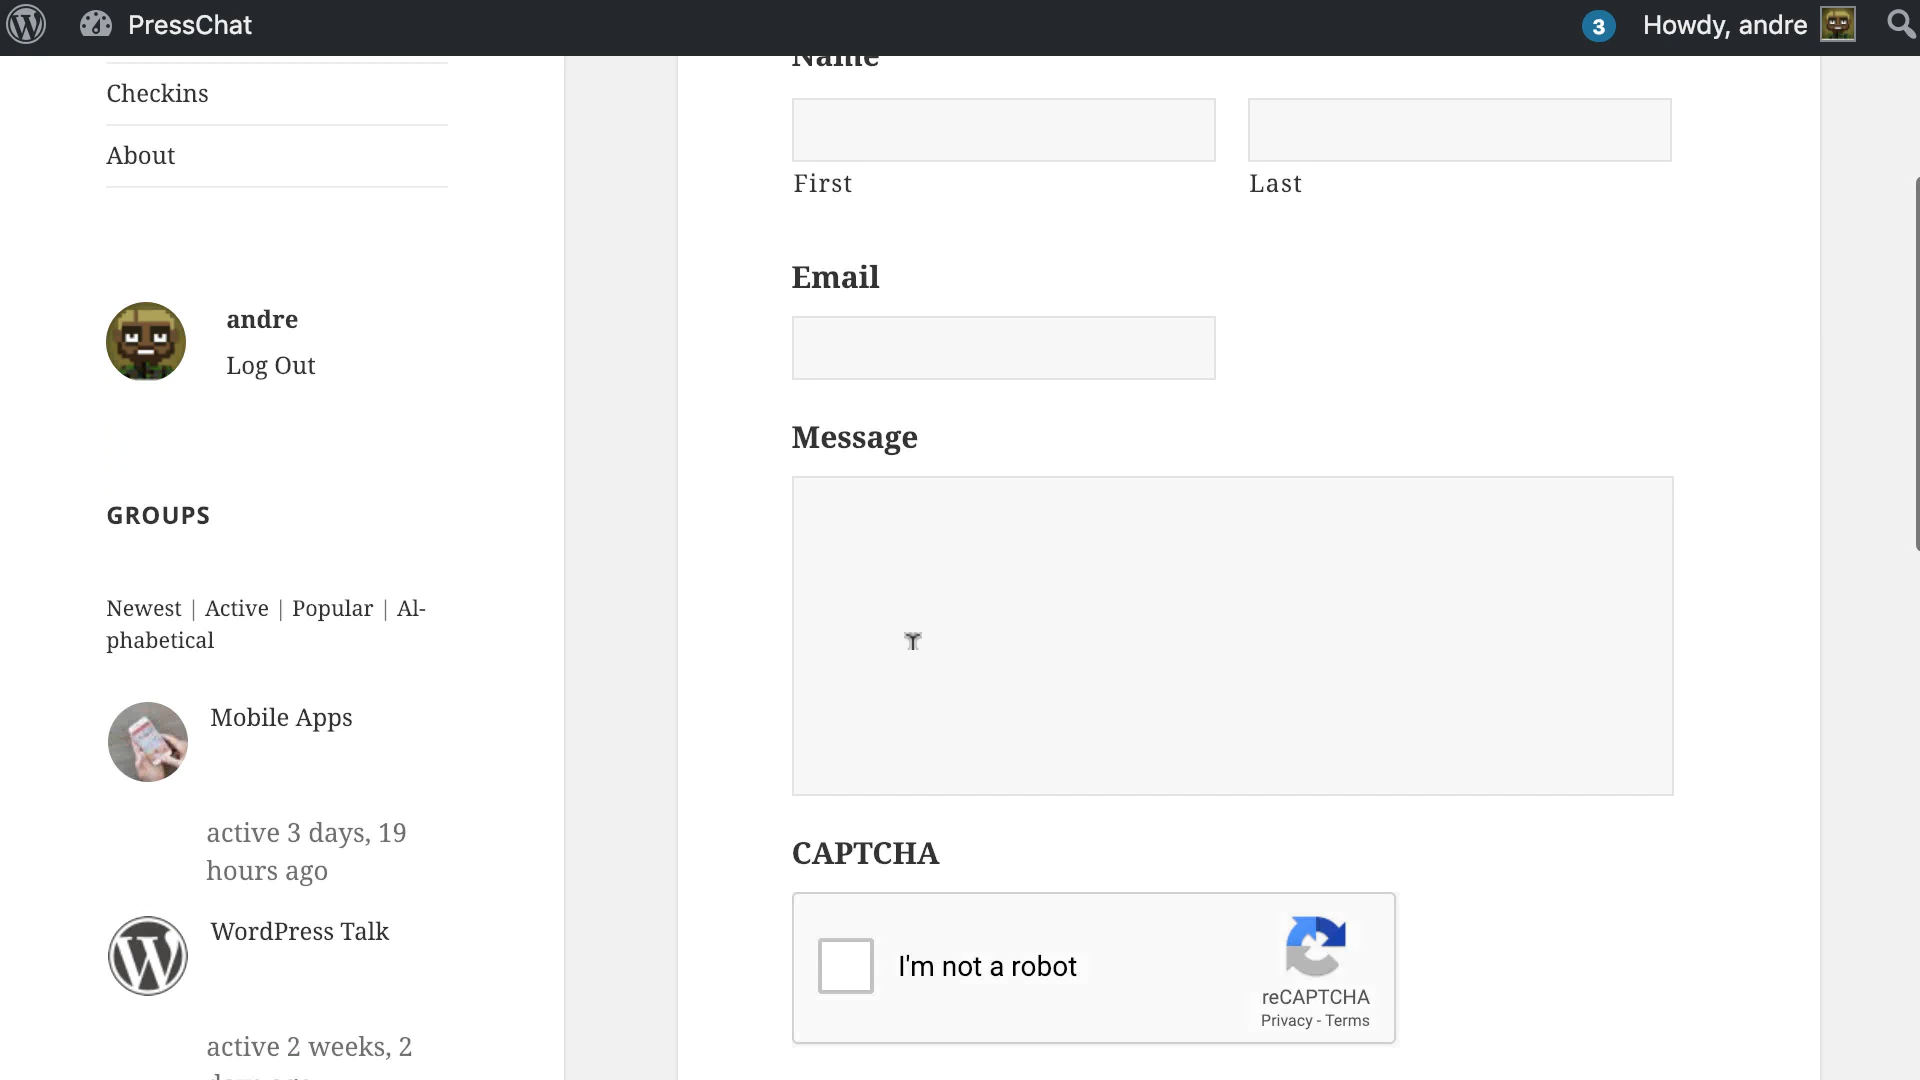 PressChat
3
Howdy, andre
Checkins
About
andre
Log Out
GROUPS
Newest | Active | Popular | Al-
phabetical
Mobile Apps
active 3 days, 19
hours ago
WordPress Talk
active 2 weeks, 2
Name
First
Last
Email
Message
CAPTCHA
I'm not a robot
reCAPTCHA
Privacy - Terms